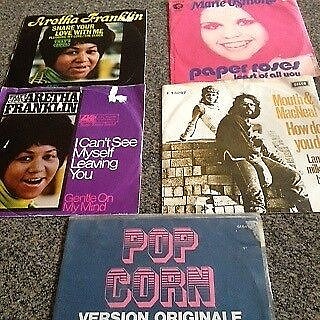 Aretha Franklin
SHARE YOUR
LOVE WITH ME
Marie Osmond
paper roses
least of all you
ARETHA
FRANKLIN
I Can't See
Myself
Leaving
You
Gentle On
My Mind
Mouth &
MacNeal
How do
you do
POP
CORN
VERSION ORIGINALE